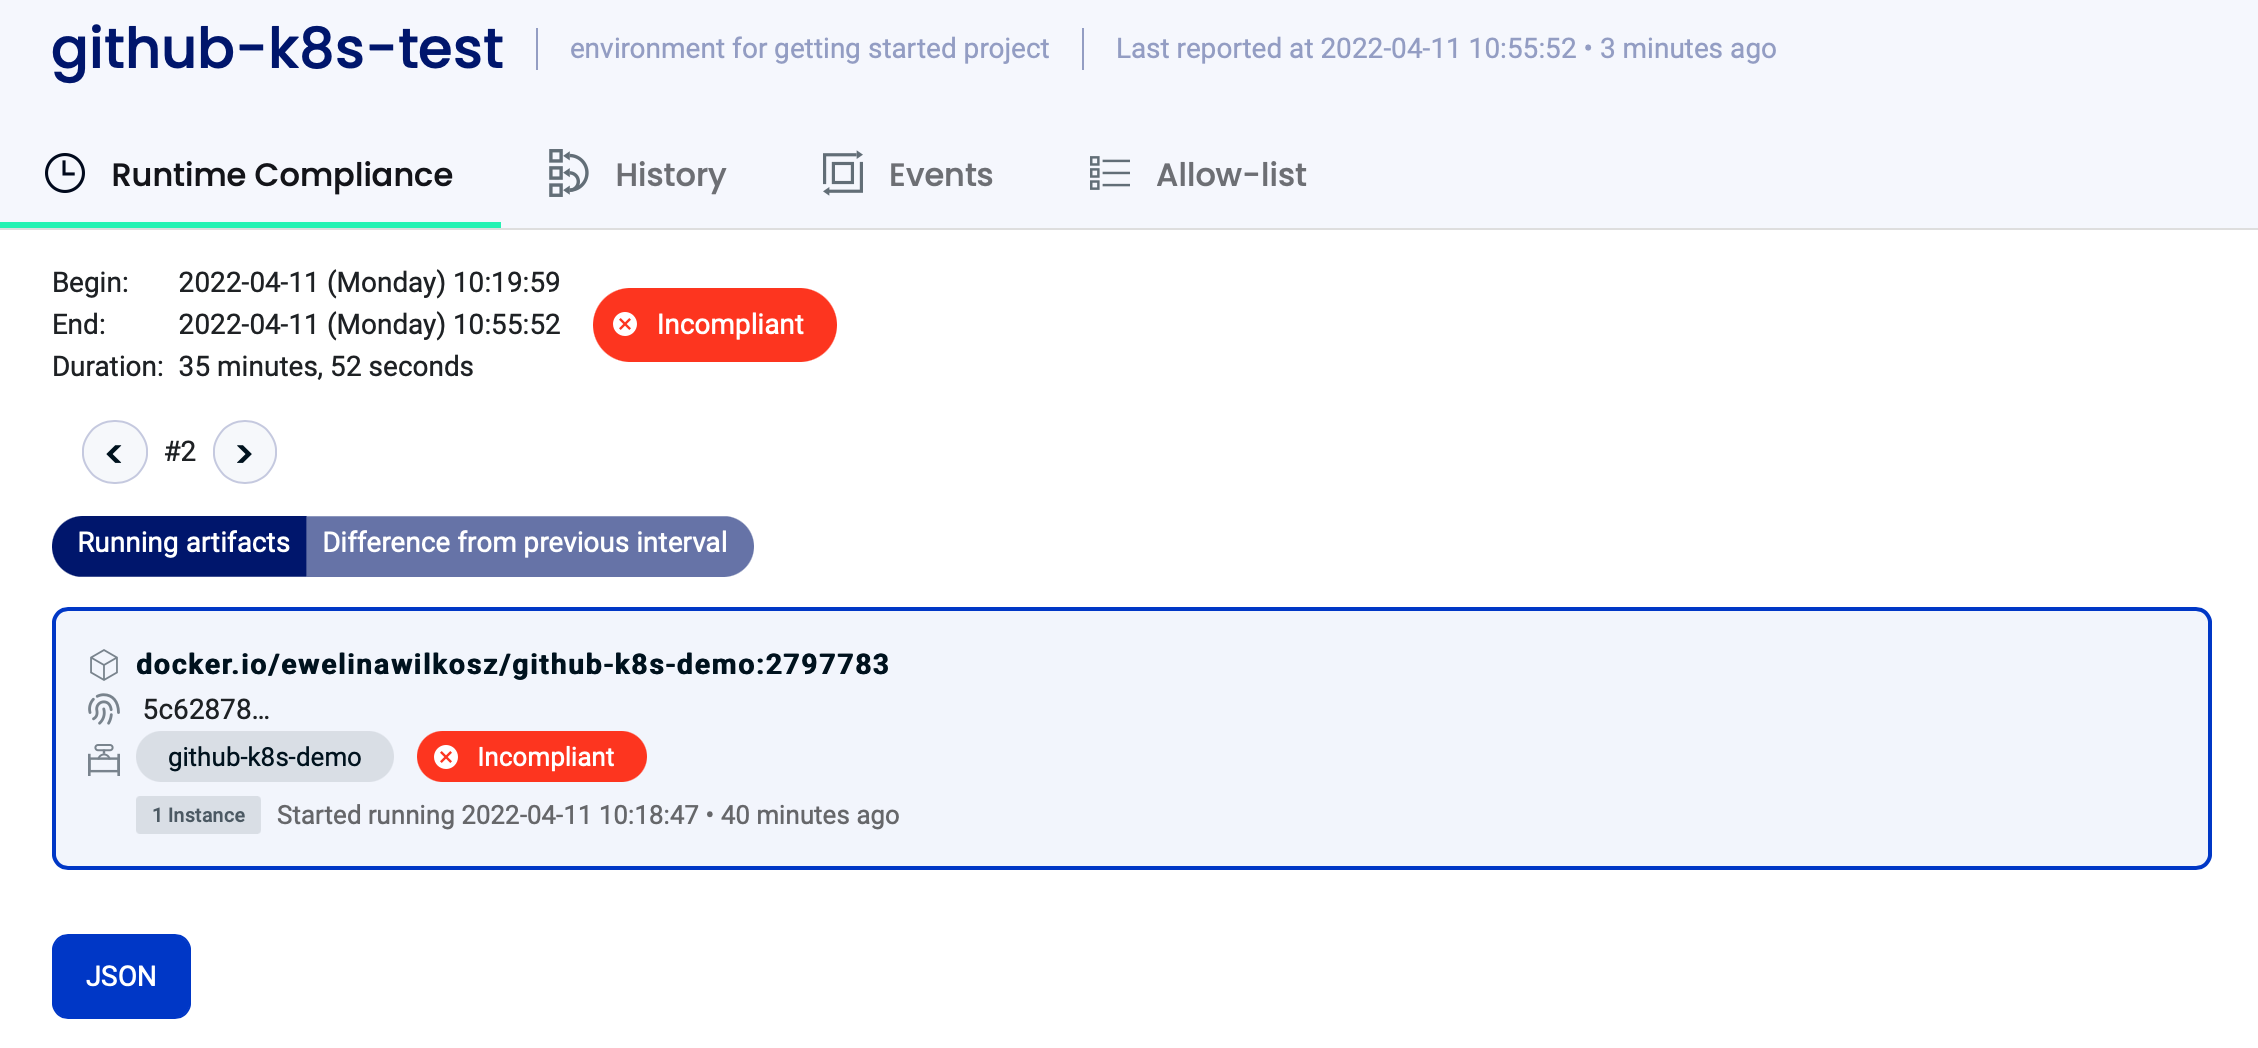 github-k8s-test environment for getting started project Last reported at 2022-04-11 10:55:52 • 3 minutes ago
Runtime Compliance History Events Allow-list
Begin: 2022-04-11 (Monday) 10:19:59
End: 2022-04-11 (Monday) 10:55:52
Incompliant
Duration: 35 minutes, 52 seconds
#2
Running artifacts Difference from previous interval
docker.io/ewelinawilkosz/github-k8s-demo:2797783
5c62878...
github-k8s-demo Incompliant
1 Instance Started running 2022-04-11 10:18:47 • 40 minutes ago
JSON